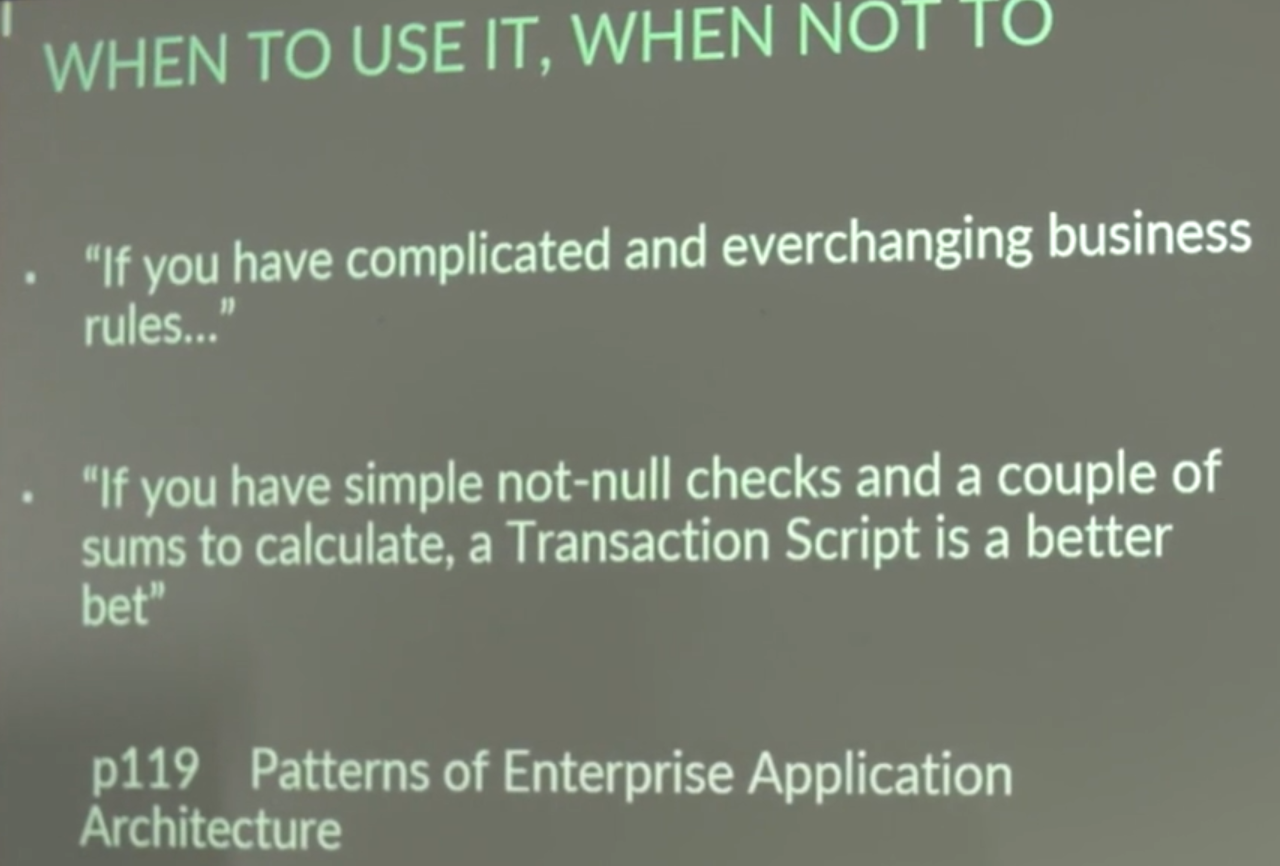 WHEN TO USE IT, WHEN NOT TO
. “If you have complicated and everchanging business
rules...”
. “If you have simple not-null checks and a couple of
sums to calculate, a Transaction Script is a better
bet”
p119 Patterns of Enterprise Application
Architecture